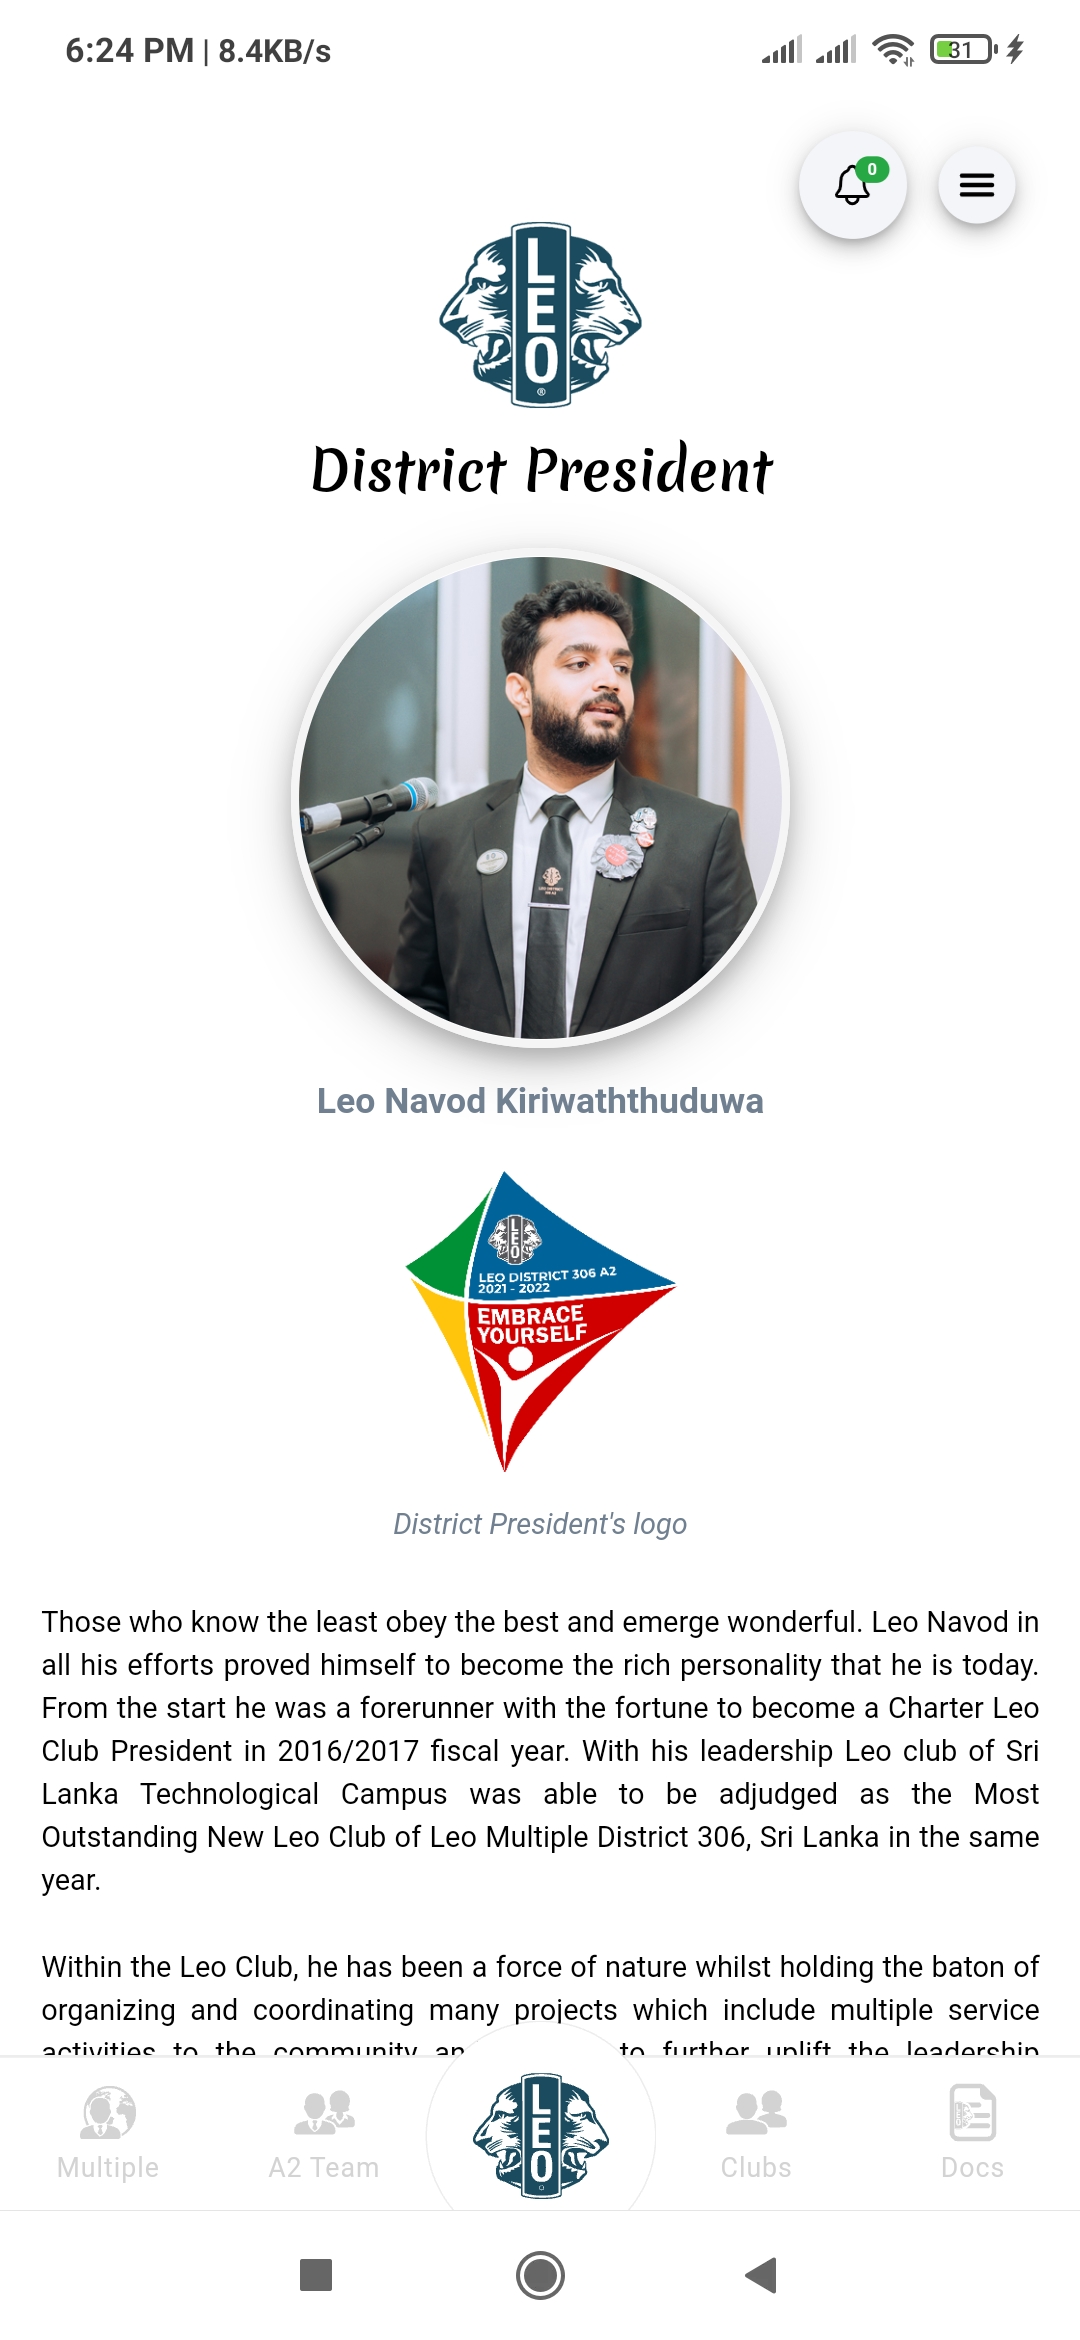 6:24 PM | 8.4KB/s
31
0
LEO
®
District President
Leo Navod Kiriwaththuduwa
LEO
LEO DISTRICT 306 A2
2021 - 2022
EMBRACE
YOURSELF
District President's logo
Those who know the least obey the best and emerge wonderful. Leo Navod in
all his efforts proved himself to become the rich personality that he is today.
From the start he was a forerunner with the fortune to become a Charter Leo
Club President in 2016/2017 fiscal year. With his leadership Leo club of Sri
Lanka Technological Campus was able to be adjudged as the Most
Outstanding New Leo Club of Leo Multiple District 306, Sri Lanka in the same
year.
Within the Leo Club, he has been a force of nature whilst holding the baton of
organizing and coordinating many projects which include multiple service
activities to the community to further uplift the leadership
LEO
Multiple
A2 Team
Clubs
Docs